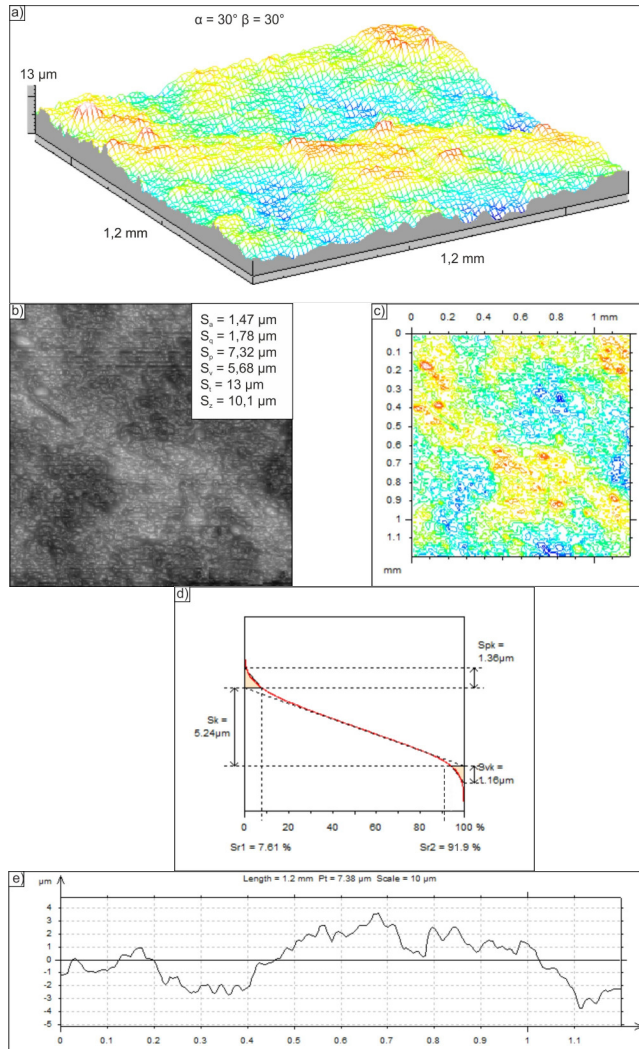 a)
α = 30° β = 30°
13 µm
1,2 mm
1,2 mm
b)
Sₐ = 1,47 µm
S_q = 1,78 µm
Sₚ = 7,32 µm
Sᵥ = 5,68 µm
Sₜ = 13 µm
S_z = 10,1 µm
c)
0 0.2 0.4 0.6 0.8 1 mm
0
0.1
0.2
0.3
0.4
0.5
0.6
0.7
0.8
0.9
1
1.1
mm
d)
Spk =
1.36µm
Sk =
5.24µm
Svk =
1.16µm
0 20 40 60 80 100 %
Sr1 = 7.61 % Sr2 = 91.9 %
e)
Length = 1.2 mm Pt = 7.38 µm Scale = 10 µm
µm
4
3
2
1
0
-1
-2
-3
-4
-5
0 0.1 0.2 0.3 0.4 0.5 0.6 0.7 0.8 0.9 1 1.1